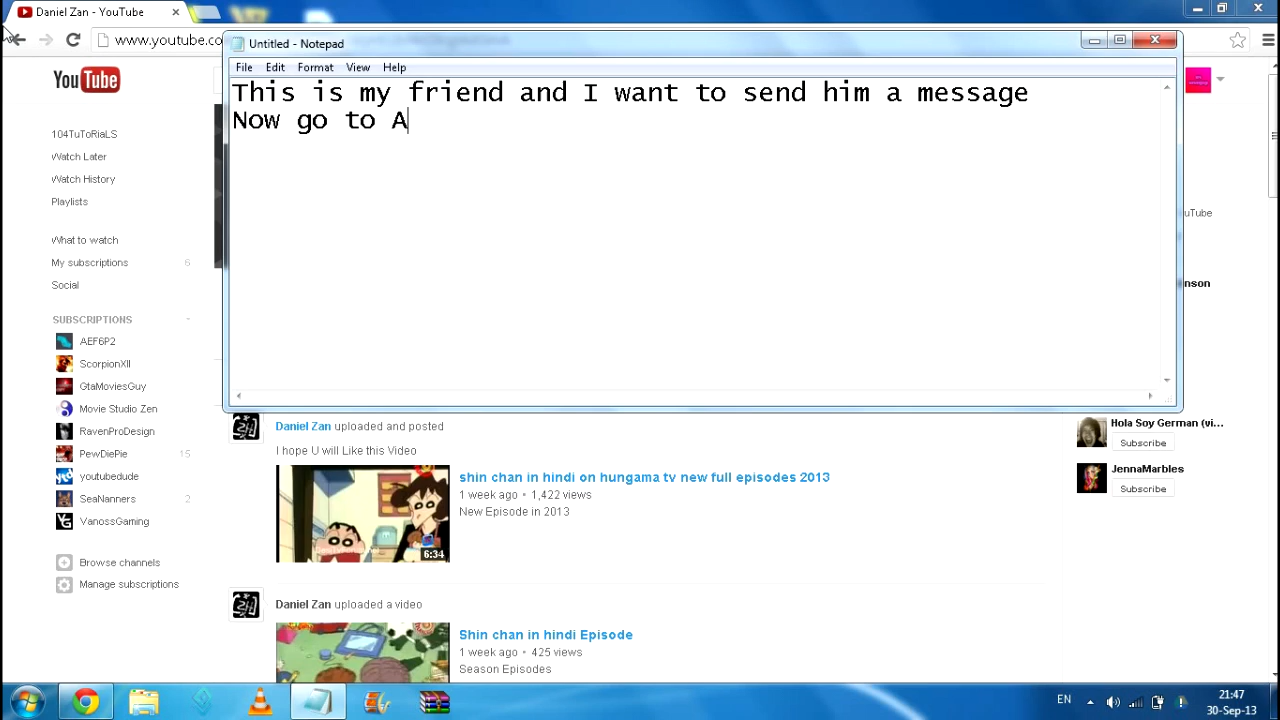 Daniel Zan - YouTube
www.youtube.co
Untitled - Notepad
File Edit Format View Help
This is my friend and I want to send him a message
Now go to A
YouTube
104TuToRiaLS
Watch Later
Watch History
Playlists
What to watch
My subscriptions 6
Social
SUBSCRIPTIONS
AEF6P2
ScorpionXII
GtaMoviesGuy
Movie Studio Zen
RavenProDesign
PewDiePie 15
youtubedude
SeaNanners 2
VanossGaming
Browse channels
Manage subscriptions
uTube
nson
Daniel Zan uploaded and posted
I hope U will Like this Video
shin chan in hindi on hungama tv new full episodes 2013
1 week ago • 1,422 views
New Episode in 2013
6:34
Daniel Zan uploaded a video
Shin chan in hindi Episode
1 week ago • 425 views
Season Episodes
Hola Soy German (vi...
Subscribe
JennaMarbles
Subscribe
EN
21:47
30-Sep-13